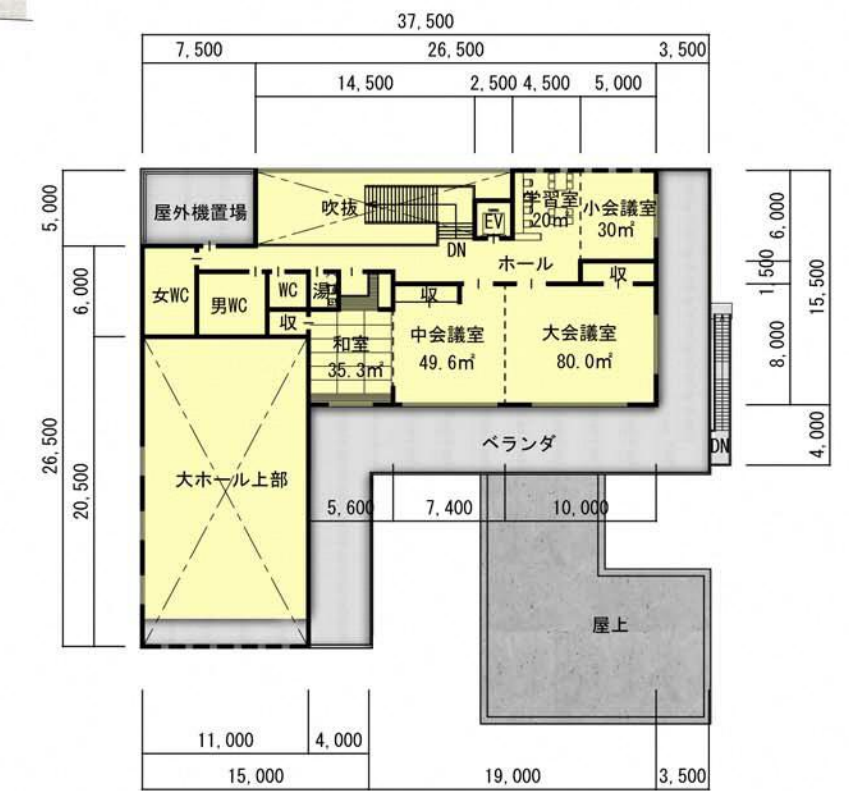 37,500
7,500
26,500
3,500
14,500
2,500
4,500
5,000
5,000
6,000
26,500
20,500
屋外機置場
吹抜
EV
DN
学習室
20㎡
小会議室
30㎡
ホール
収
女WC
男WC
WC
湯
収
収
和室
35.3㎡
中会議室
49.6㎡
大会議室
80.0㎡
6,000
1,500
8,000
15,500
4,000
DN
ベランダ
大ホール上部
5,600
7,400
10,000
屋上
11,000
4,000
15,000
19,000
3,500